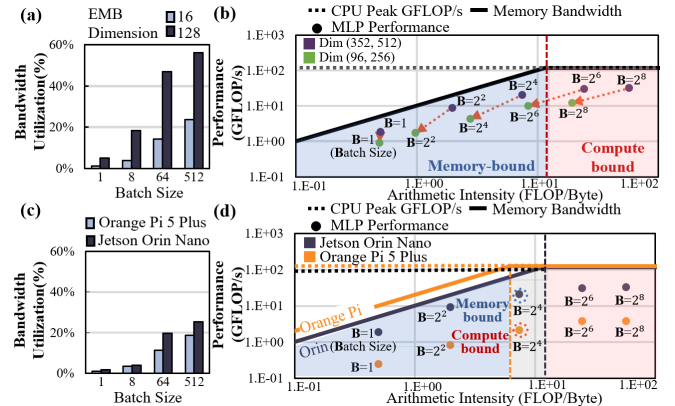 (a)
EMB
Dimension
16
128
60%
40%
20%
0%
Bandwidth
Utilization(%)
1 8 64 512
Batch Size
(b)
CPU Peak GFLOP/s Memory Bandwidth
MLP Performance
Dim (352, 512)
Dim (96, 256)
Performance
(GFLOP/s)
1.E+03
1.E+02
1.E+01
1.E+00
1.E-01
B=1
(Batch Size)
B=2²
B=2²
B=2⁴
B=2⁴
B=2⁶
B=2⁶
B=2⁸
B=2⁸
Memory-bound
Compute
bound
1.E-01 1.E+00 1.E+01 1.E+02
Arithmetic Intensity (FLOP/Byte)
(c)
Orange Pi 5 Plus
Jetson Orin Nano
60%
40%
20%
0%
Bandwidth
Utilization(%)
1 8 64 512
Batch Size
(d)
CPU Peak GFLOP/s Memory Bandwidth
MLP Performance
Jetson Orin Nano
Orange Pi 5 Plus
Performance
(GFLOP/s)
1.E+03
1.E+02
1.E+01
1.E+00
1.E-01
Orange Pi
Orin
B=1
(Batch Size)
B=1
B=2²
B=2²
Memory
bound
Compute
bound
B=2⁴
B=2⁴
B=2⁶
B=2⁸
B=2⁶
B=2⁸
1.E-01 1.E+00 1.E+01 1.E+02
Arithmetic Intensity (FLOP/Byte)